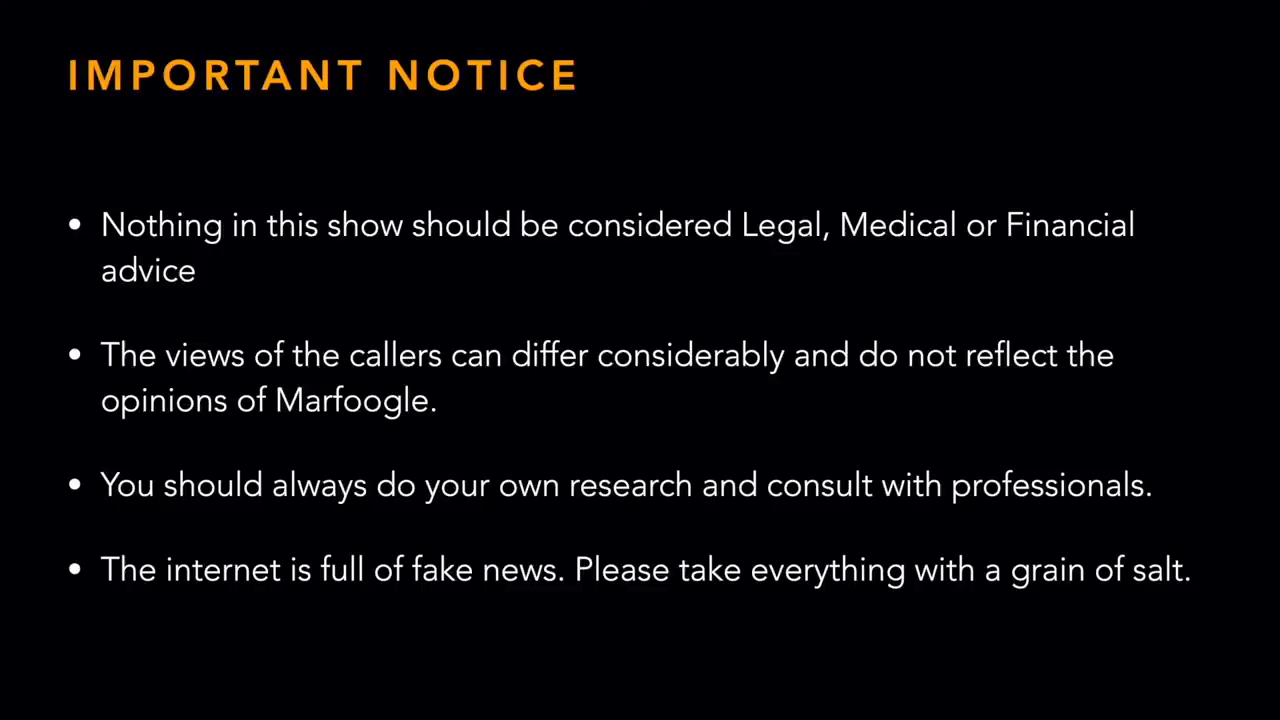 IMPORTANT NOTICE
• Nothing in this show should be considered Legal, Medical or Financial
advice
• The views of the callers can differ considerably and do not reflect the
opinions of Marfoogle.
• You should always do your own research and consult with professionals.
• The internet is full of fake news. Please take everything with a grain of salt.